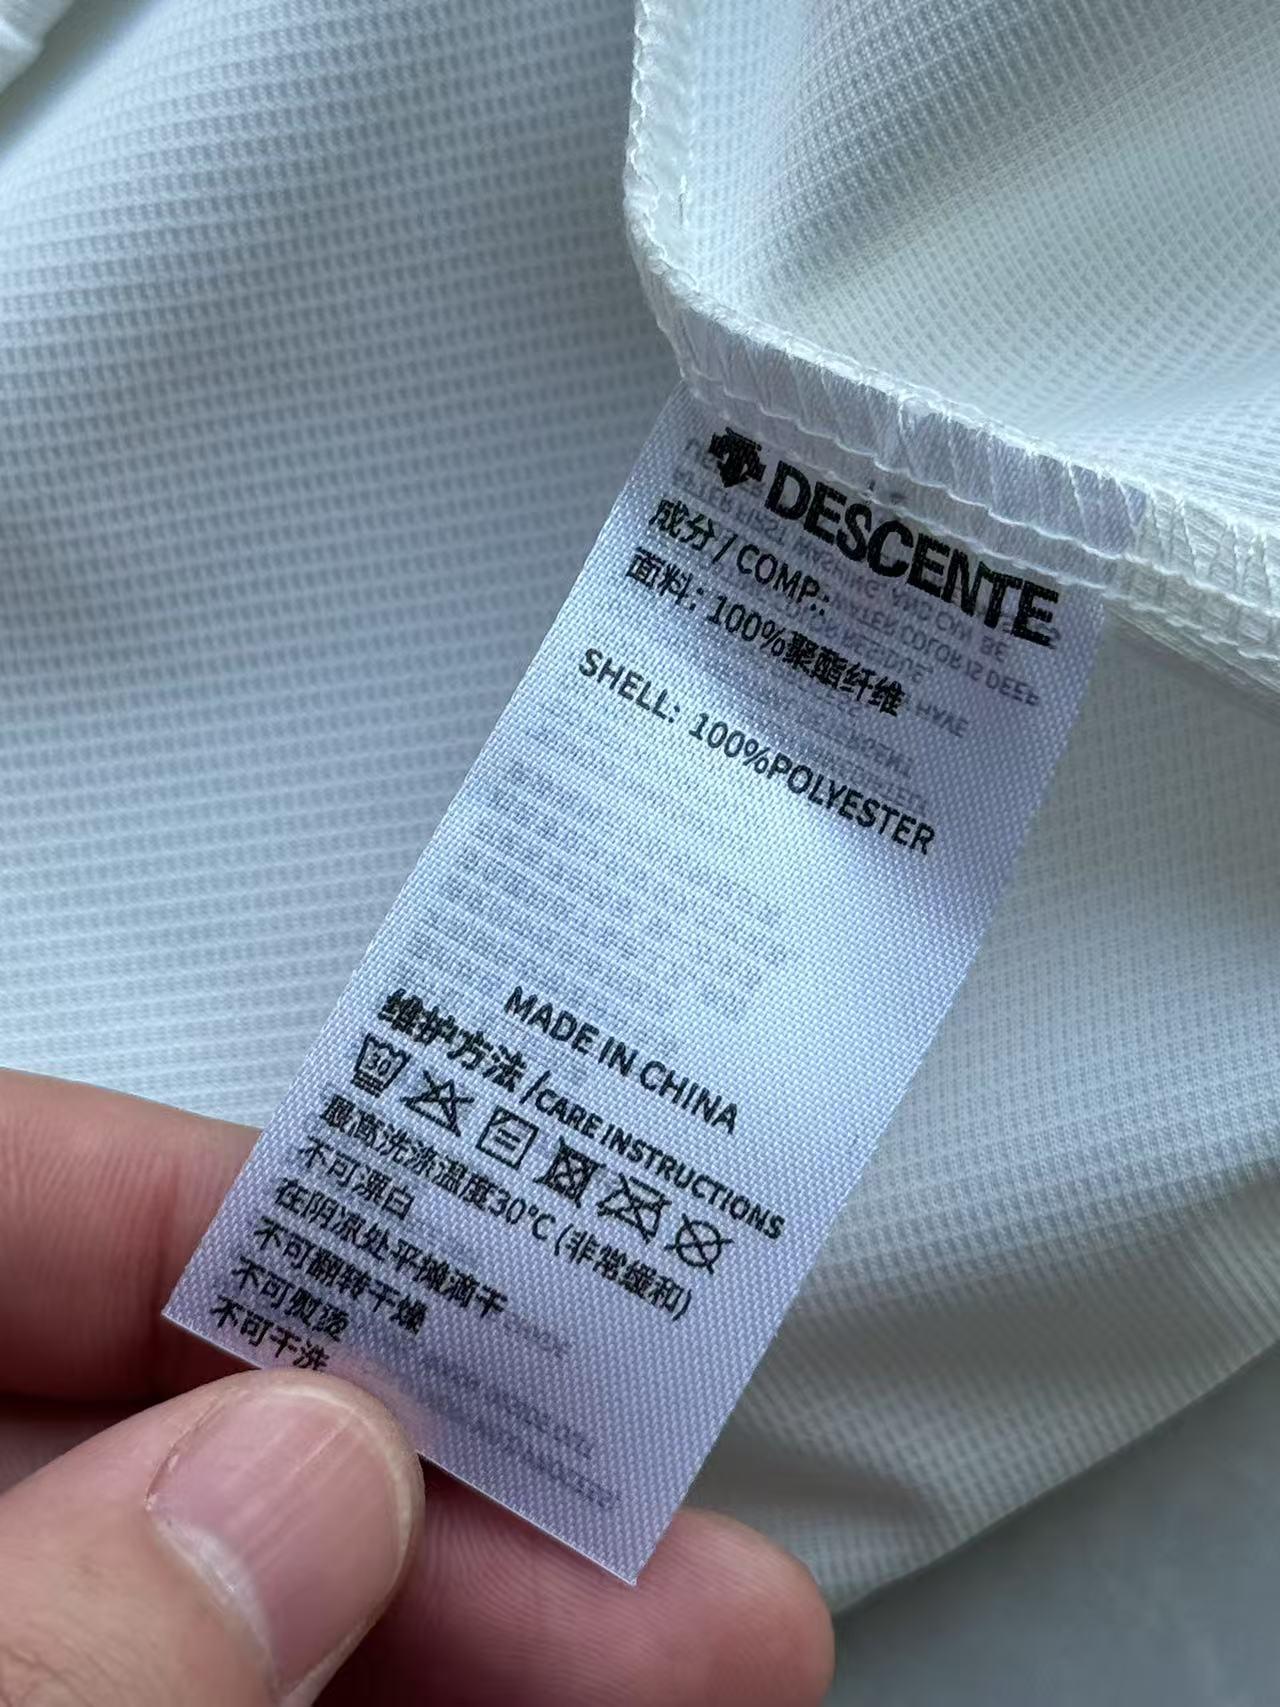 DESCENTE
成分 / COMP.:
面料: 100%聚酯纤维
SHELL: 100%POLYESTER
MADE IN CHINA
维护方法 /CARE INSTRUCTIONS
30
最高洗涤温度30°C (非常缓和)
不可漂白
在阴凉处平摊滴干
不可翻转干燥
不可熨烫
不可干洗